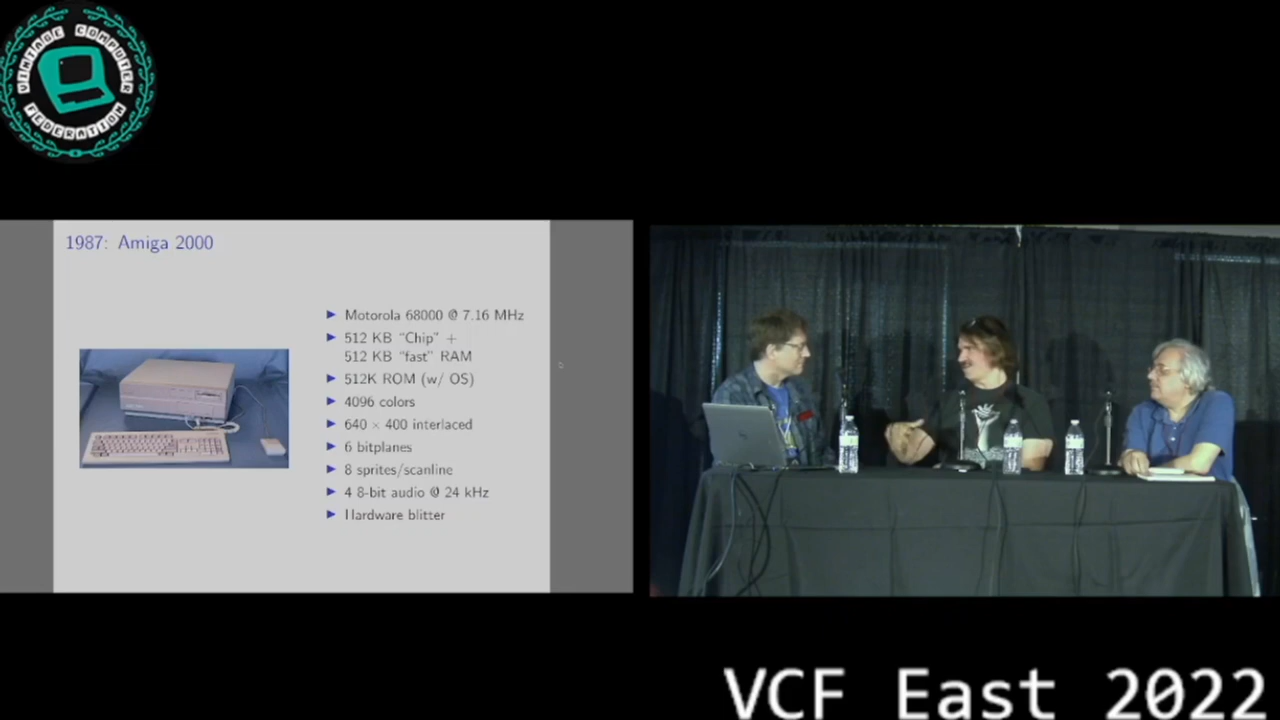 VINTAGE COMPUTER
FEDERATION
1987: Amiga 2000
Motorola 68000 @ 7.16 MHz
512 KB “Chip” +
512 KB “fast” RAM
512K ROM (w/ OS)
4096 colors
640 × 400 interlaced
6 bitplanes
8 sprites/scanline
4 8-bit audio @ 24 kHz
Hardware blitter
VCF East 2022